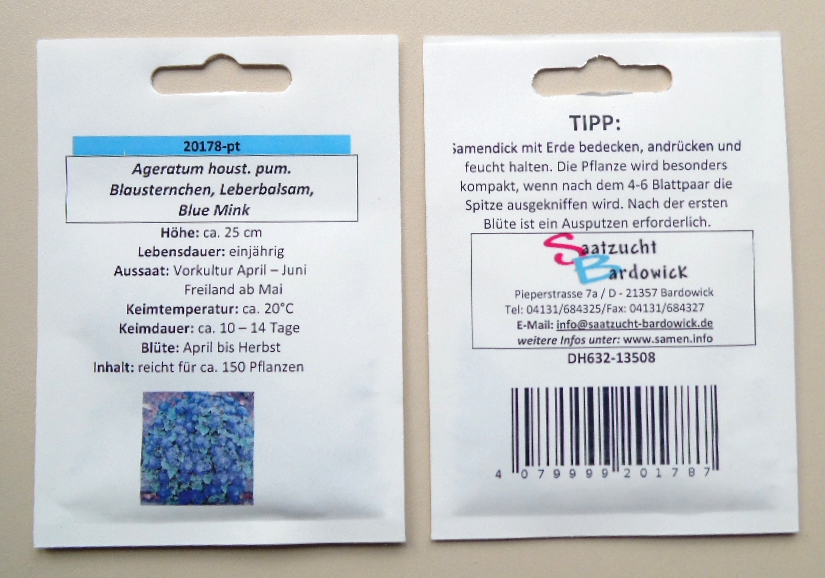 20178-pt
Ageratum houst. pum.
Blausternchen, Leberbalsam,
Blue Mink
Höhe: ca. 25 cm
Lebensdauer: einjährig
Aussaat: Vorkultur April – Juni
Freiland ab Mai
Keimtemperatur: ca. 20°C
Keimdauer: ca. 10 – 14 Tage
Blüte: April bis Herbst
Inhalt: reicht für ca. 150 Pflanzen
TIPP:
Samendick mit Erde bedecken, andrücken und
feucht halten. Die Pflanze wird besonders
kompakt, wenn nach dem 4-6 Blattpaar die
Spitze ausgekniffen wird. Nach der ersten
Blüte ist ein Ausputzen erforderlich.
Saatzucht
Bardowick
Pieperstrasse 7a / D - 21357 Bardowick
Tel: 04131/684325/Fax: 04131/684327
E-Mail: info@saatzucht-bardowick.de
weitere Infos unter: www.samen.info
DH632-13508
4 079999 201787